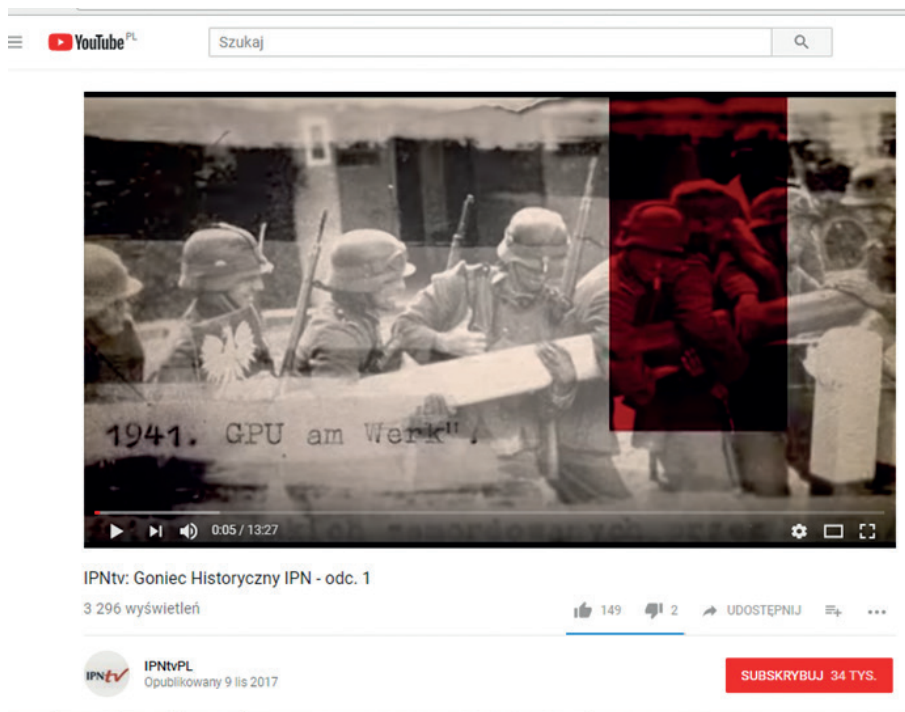 YouTube PL
Szukaj
1941. GPU am Werk".
0:05 / 13:27
IPNtv: Goniec Historyczny IPN - odc. 1
3 296 wyświetleń
149
2
UDOSTĘPNIJ
IPNtv
IPNtvPL
Opublikowany 9 lis 2017
SUBSKRYBUJ 34 TYS.